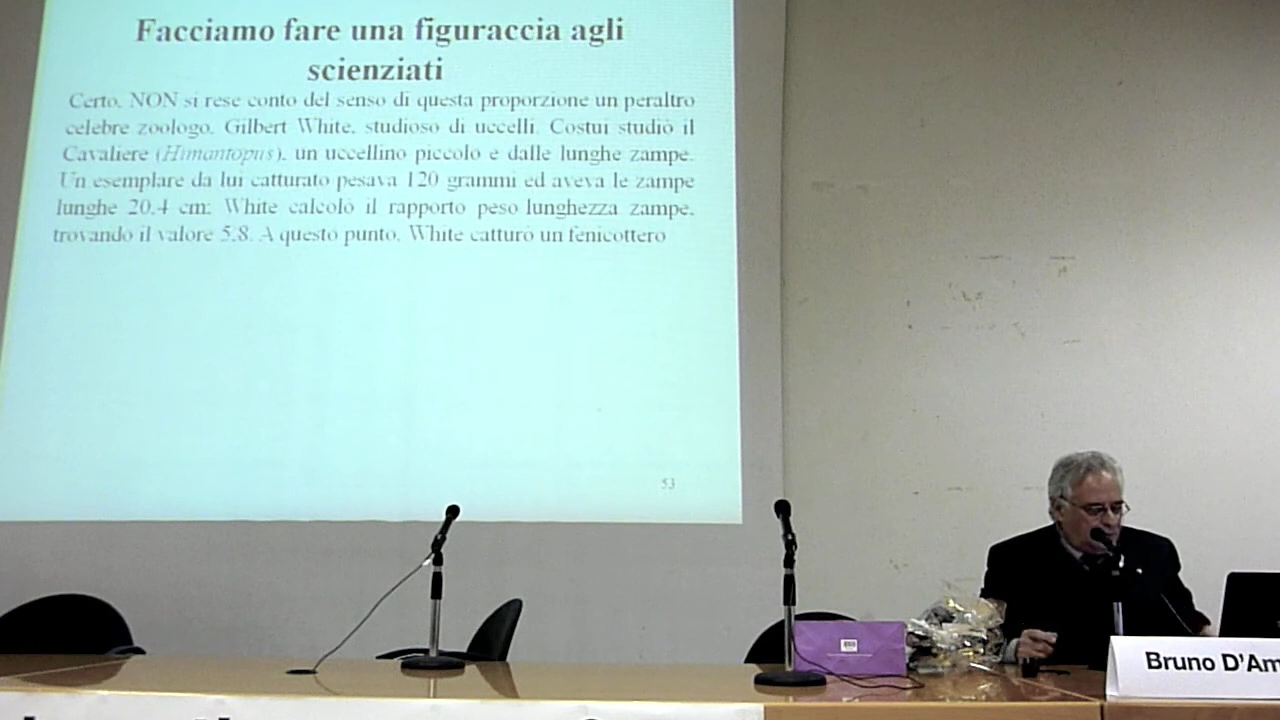 Facciamo fare una figuraccia agli
scienziati
Certo, NON si rese conto del senso di questa proporzione un peraltro
celebre zoologo, Gilbert White, studioso di uccelli. Costui studiò il
Cavaliere (Himantopus), un uccellino piccolo e dalle lunghe zampe.
Un esemplare da lui catturato pesava 120 grammi ed aveva le zampe
lunghe 20.4 cm; White calcolò il rapporto peso lunghezza zampe,
trovando il valore 5.8. A questo punto, White catturò un fenicottero
53
Bruno D'Am